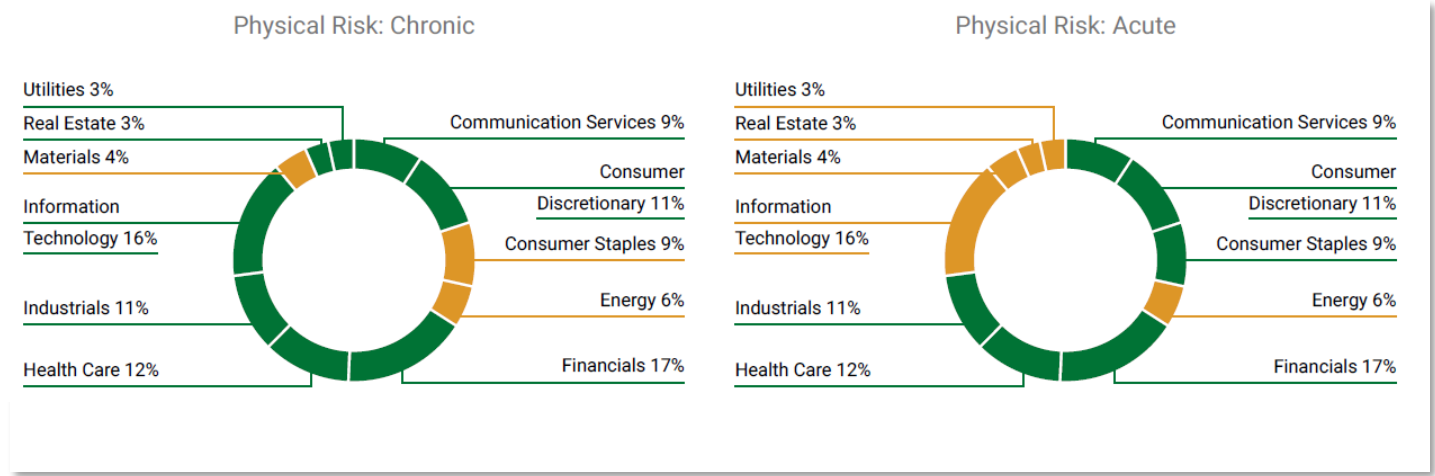 Physical Risk: Chronic
Utilities 3%
Real Estate 3%
Materials 4%
Information
Technology 16%
Industrials 11%
Health Care 12%
Communication Services 9%
Consumer
Discretionary 11%
Consumer Staples 9%
Energy 6%
Financials 17%
Physical Risk: Acute
Utilities 3%
Real Estate 3%
Materials 4%
Information
Technology 16%
Industrials 11%
Health Care 12%
Communication Services 9%
Consumer
Discretionary 11%
Consumer Staples 9%
Energy 6%
Financials 17%